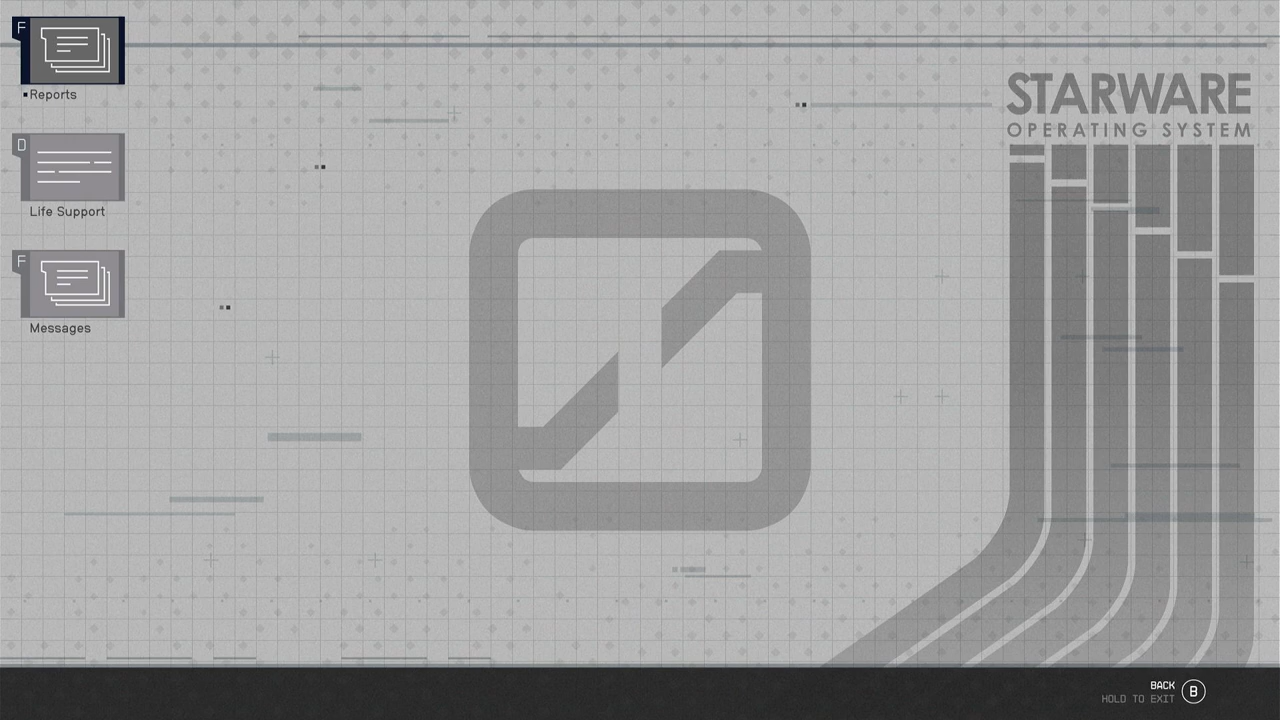 F
Reports
D
Life Support
F
Messages
STARWARE
OPERATING SYSTEM
BACK
HOLD TO EXIT
B